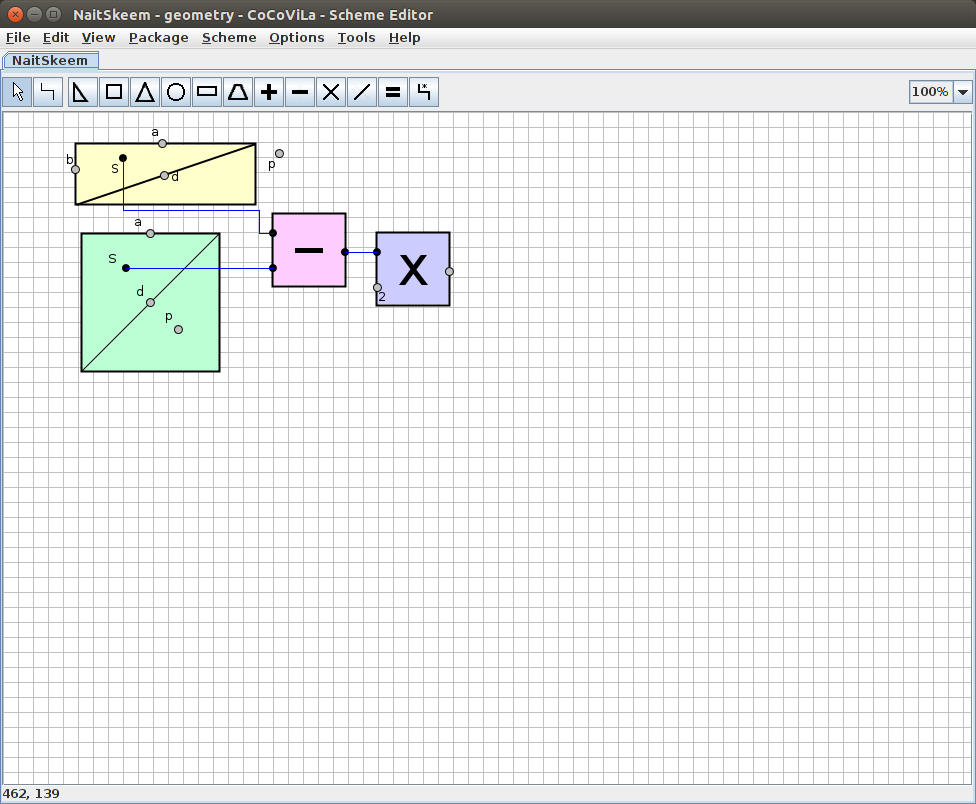 NaitSkeem - geometry - CoCoViLa - Scheme Editor
File Edit View Package Scheme Options Tools Help
NaitSkeem
100%
a
b
S
d
p
a
S
d
p
2
462, 139